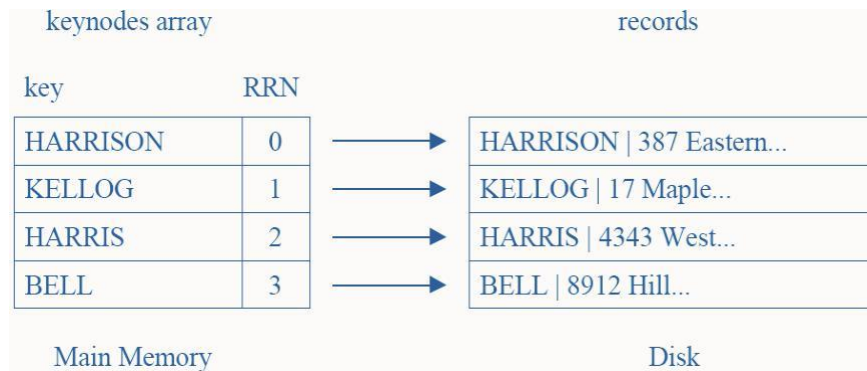 keynodes array records
key RRN
HARRISON 0 HARRISON | 387 Eastern...
KELLOG 1 KELLOG | 17 Maple...
HARRIS 2 HARRIS | 4343 West...
BELL 3 BELL | 8912 Hill...
Main Memory Disk